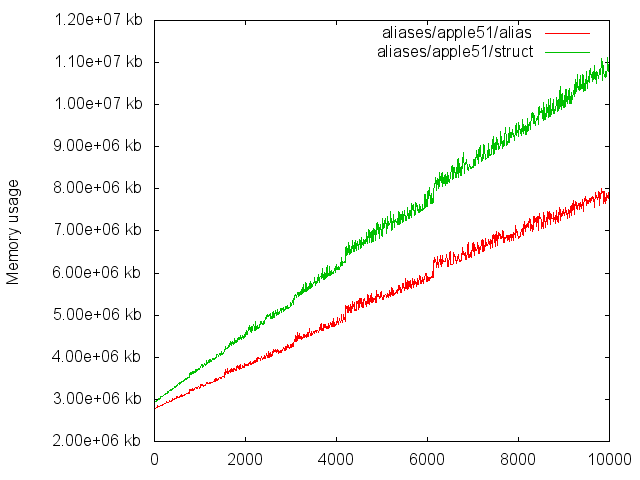 1.20e+07 kb
aliases/apple51/alias
aliases/apple51/struct
1.10e+07 kb
1.00e+07 kb
9.00e+06 kb
8.00e+06 kb
7.00e+06 kb
6.00e+06 kb
5.00e+06 kb
4.00e+06 kb
3.00e+06 kb
2.00e+06 kb
Memory usage
0 2000 4000 6000 8000 10000